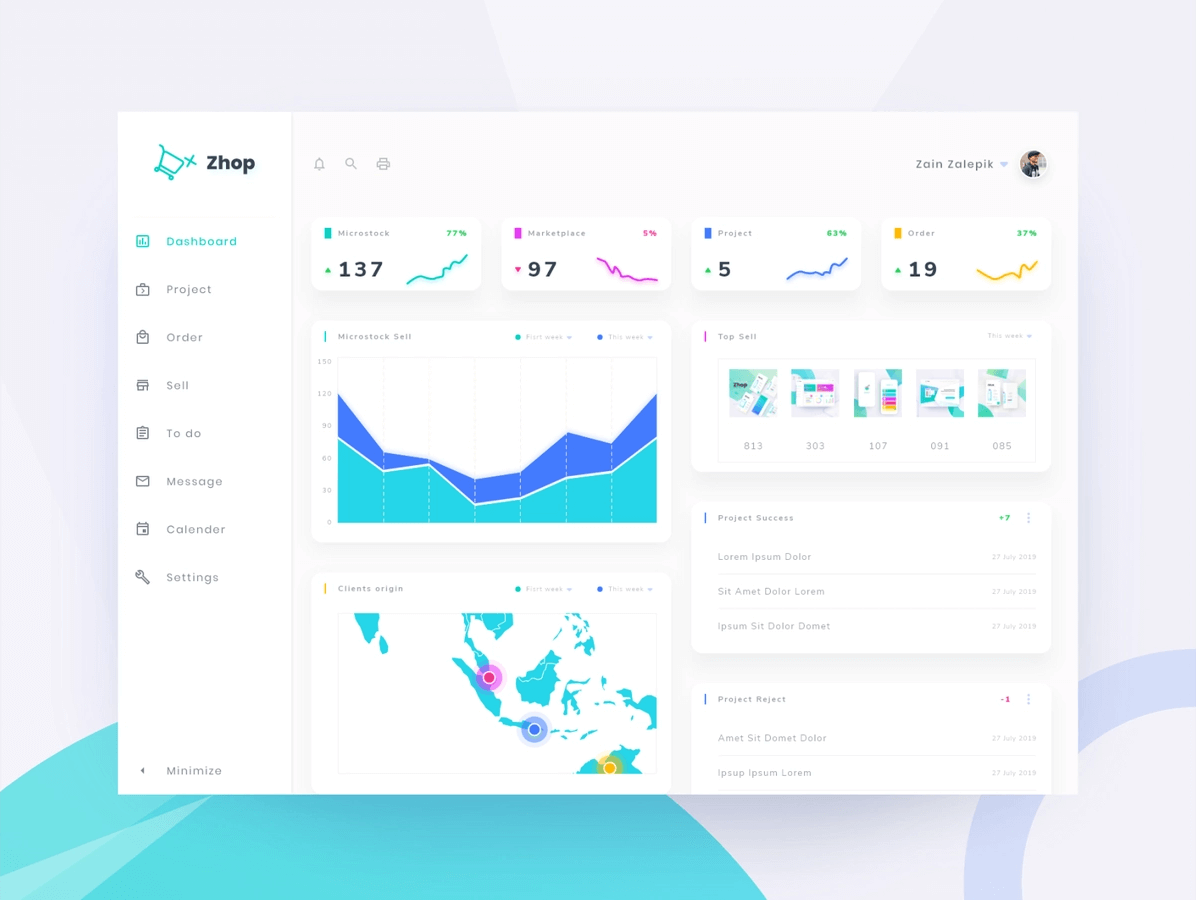 Zhop
Zain Zalepik
Dashboard
Project
Order
Sell
To do
Message
Calender
Settings
Minimize
Microstock 77%
137
Marketplace 5%
97
Project 63%
5
Order 37%
19
Microstock Sell
Fisrt week
This week
150
120
90
60
30
0
Top Sell
This week
Zhop
813 303 107 091 085
Clients origin
Fisrt week
This week
Project Success +7
Lorem Ipsum Dolor 27 July 2019
Sit Amet Dolor Lorem 27 July 2019
Ipsum Sit Dolor Domet 27 July 2019
Project Reject -1
Amet Sit Domet Dolor 27 July 2019
Ipsup Ipsum Lorem 27 July 2019